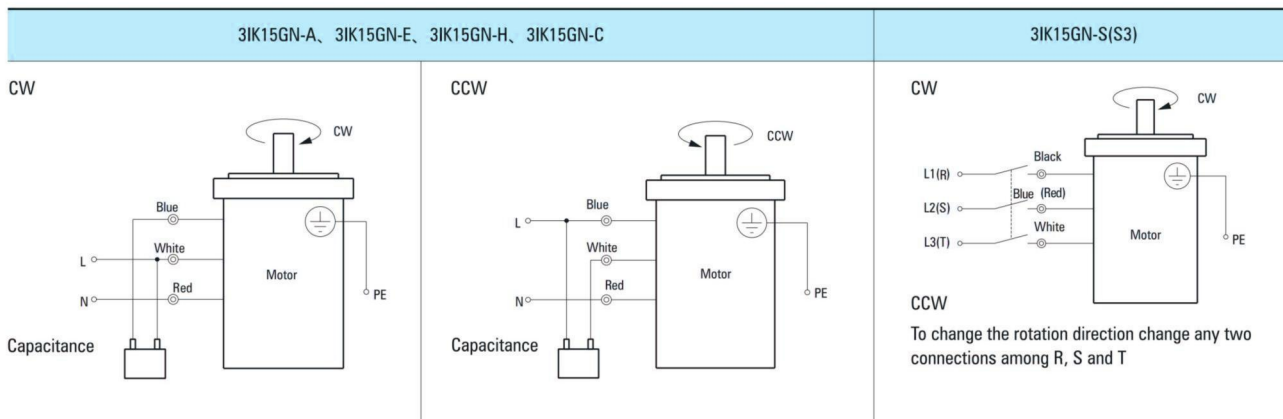 3IK15GN-A、3IK15GN-E、3IK15GN-H、3IK15GN-C
3IK15GN-S(S3)
CW
CW
Blue
White
L
Motor
Red
N
PE
Capacitance
CCW
CCW
Blue
L
White
Motor
Red
N
PE
Capacitance
CW
CW
Black
L1(R)
Blue (Red)
L2(S)
White
L3(T)
Motor
PE
CCW
To change the rotation direction change any two
connections among R, S and T